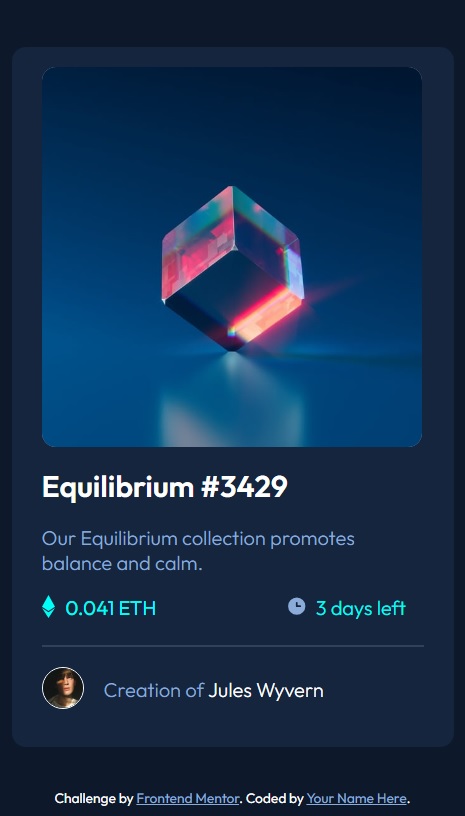 Equilibrium #3429
Our Equilibrium collection promotes
balance and calm.
0.041 ETH
3 days left
Creation of Jules Wyvern
Challenge by Frontend Mentor. Coded by Your Name Here.